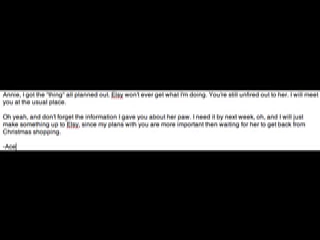 Annie, I got the "thing" all planned out. Elsy won't ever get what I'm doing. You're still unfired out to her. I will meet
you at the usual place.
Oh yeah, and don't forget the information I gave you about her paw. I need it by next week, oh, and I will just
make something up to Elsy, since my plans with you are more important then waiting for her to get back from
Christmas shopping.
-Ace